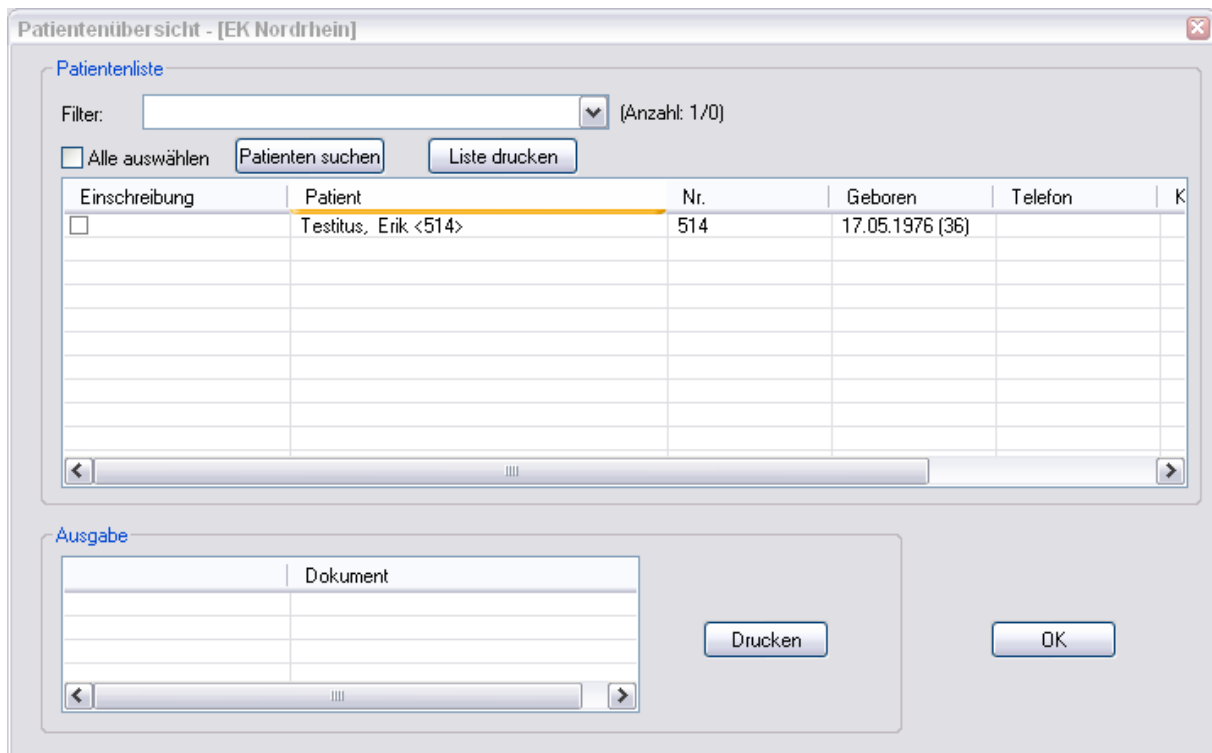 Patientenübersicht - [EK Nordrhein]
Patientenliste
Filter: (Anzahl: 1/0)
Alle auswählen Patienten suchen Liste drucken
Einschreibung Patient Nr. Geboren Telefon K
Testitus, Erik <514> 514 17.05.1976 (36)
Ausgabe
Dokument
Drucken OK